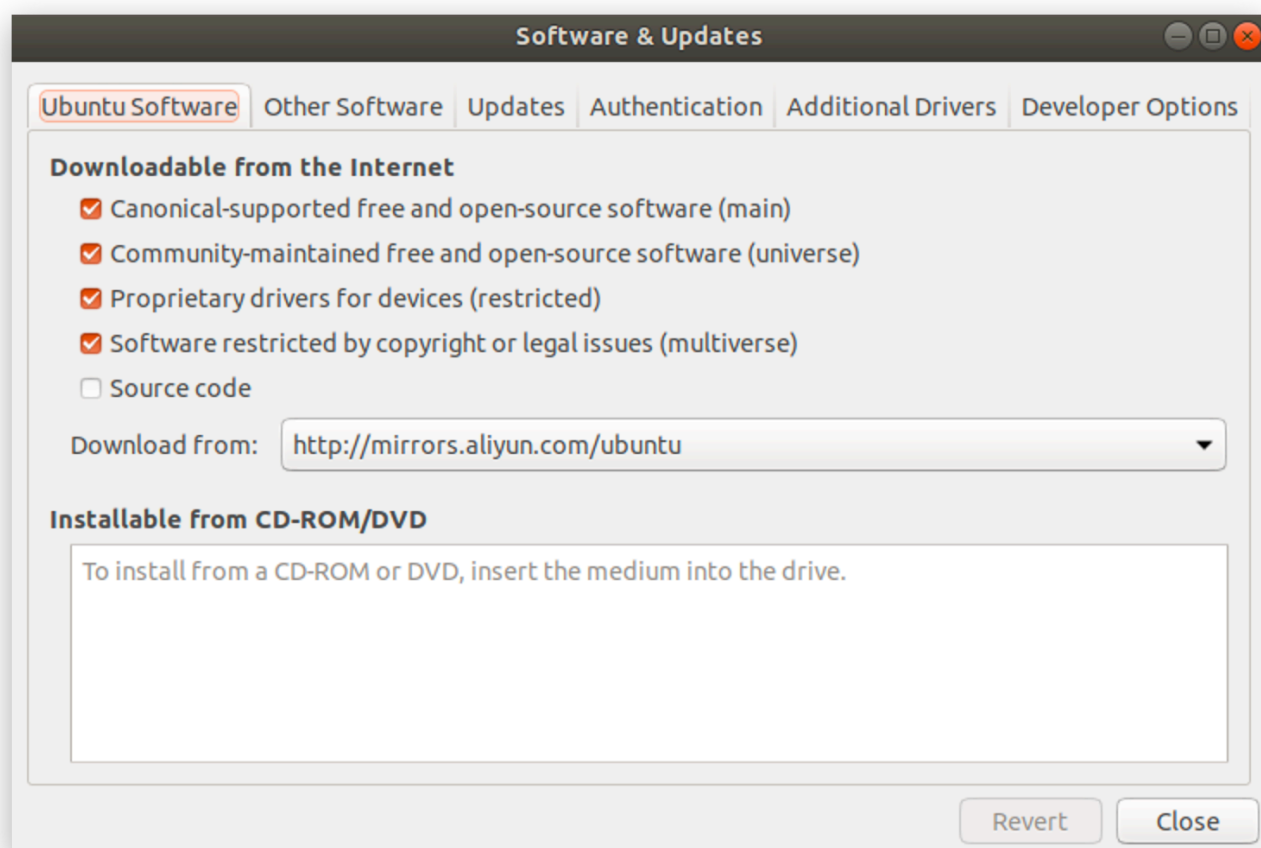 Software & Updates
Ubuntu Software Other Software Updates Authentication Additional Drivers Developer Options
Downloadable from the Internet
Canonical-supported free and open-source software (main)
Community-maintained free and open-source software (universe)
Proprietary drivers for devices (restricted)
Software restricted by copyright or legal issues (multiverse)
Source code
Download from: http://mirrors.aliyun.com/ubuntu
Installable from CD-ROM/DVD
To install from a CD-ROM or DVD, insert the medium into the drive.
Revert Close